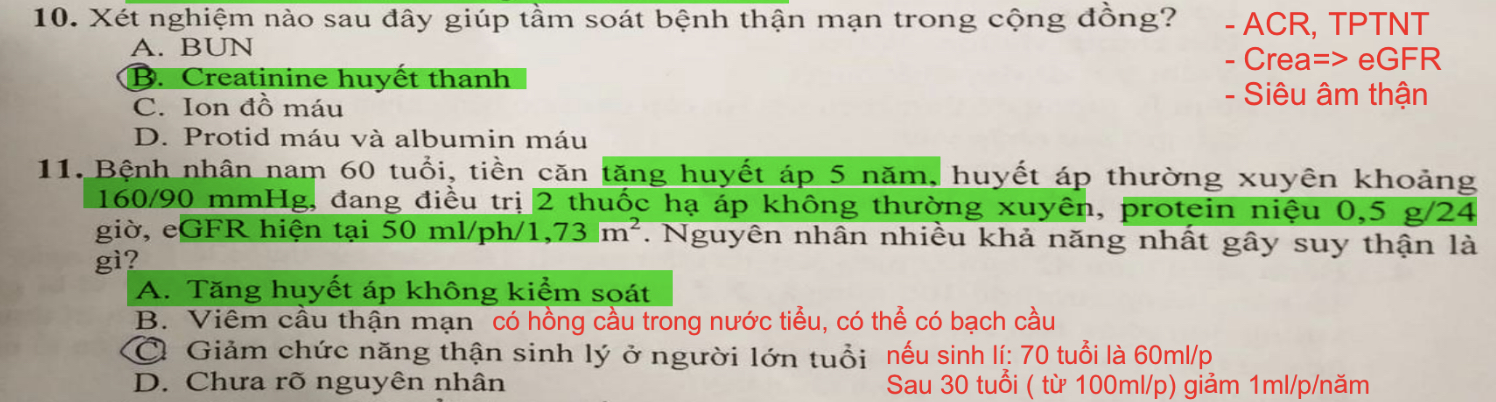 10. Xét nghiệm nào sau đây giúp tầm soát bệnh thận mạn trong cộng đồng?
A. BUN
B. Creatinine huyết thanh
C. Ion đồ máu
D. Protid máu và albumin máu
- ACR, TPTNT
- Crea=> eGFR
- Siêu âm thận
11. Bệnh nhân nam 60 tuổi, tiền căn tăng huyết áp 5 năm, huyết áp thường xuyên khoảng
160/90 mmHg, đang điều trị 2 thuốc hạ áp không thường xuyên, protein niệu 0,5 g/24
giờ, eGFR hiện tại 50 ml/ph/1,73 m². Nguyên nhân nhiều khả năng nhất gây suy thận là
gì?
A. Tăng huyết áp không kiểm soát
B. Viêm cầu thận mạn có hồng cầu trong nước tiểu, có thể có bạch cầu
C Giảm chức năng thận sinh lý ở người lớn tuổi nếu sinh lí: 70 tuổi là 60ml/p
D. Chưa rõ nguyên nhân Sau 30 tuổi ( từ 100ml/p) giảm 1ml/p/năm